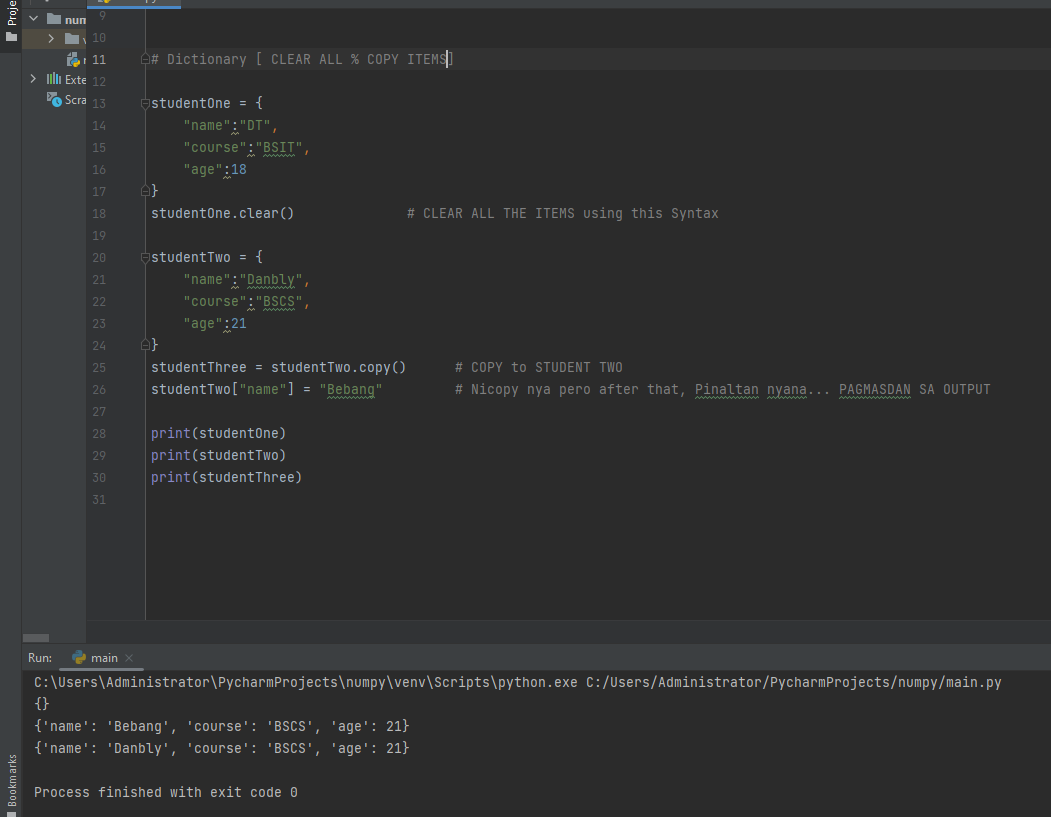 Proje
num
9
10
11 # Dictionary [ CLEAR ALL % COPY ITEMS]
Exte
12
Scra
13 studentOne = {
14 "name":"DT",
15 "course":"BSIT",
16 "age":18
17 }
18 studentOne.clear() # CLEAR ALL THE ITEMS using this Syntax
19
20 studentTwo = {
21 "name":"Danbly",
22 "course":"BSCS",
23 "age":21
24 }
25 studentThree = studentTwo.copy() # COPY to STUDENT TWO
26 studentTwo["name"] = "Bebang" # Nicopy nya pero after that, Pinaltan nyana... PAGMASDAN SA OUTPUT
27
28 print(studentOne)
29 print(studentTwo)
30 print(studentThree)
31
Run: main
C:\Users\Administrator\PycharmProjects\numpy\venv\Scripts\python.exe C:/Users/Administrator/PycharmProjects/numpy/main.py
{}
{'name': 'Bebang', 'course': 'BSCS', 'age': 21}
{'name': 'Danbly', 'course': 'BSCS', 'age': 21}
Process finished with exit code 0
Bookmarks